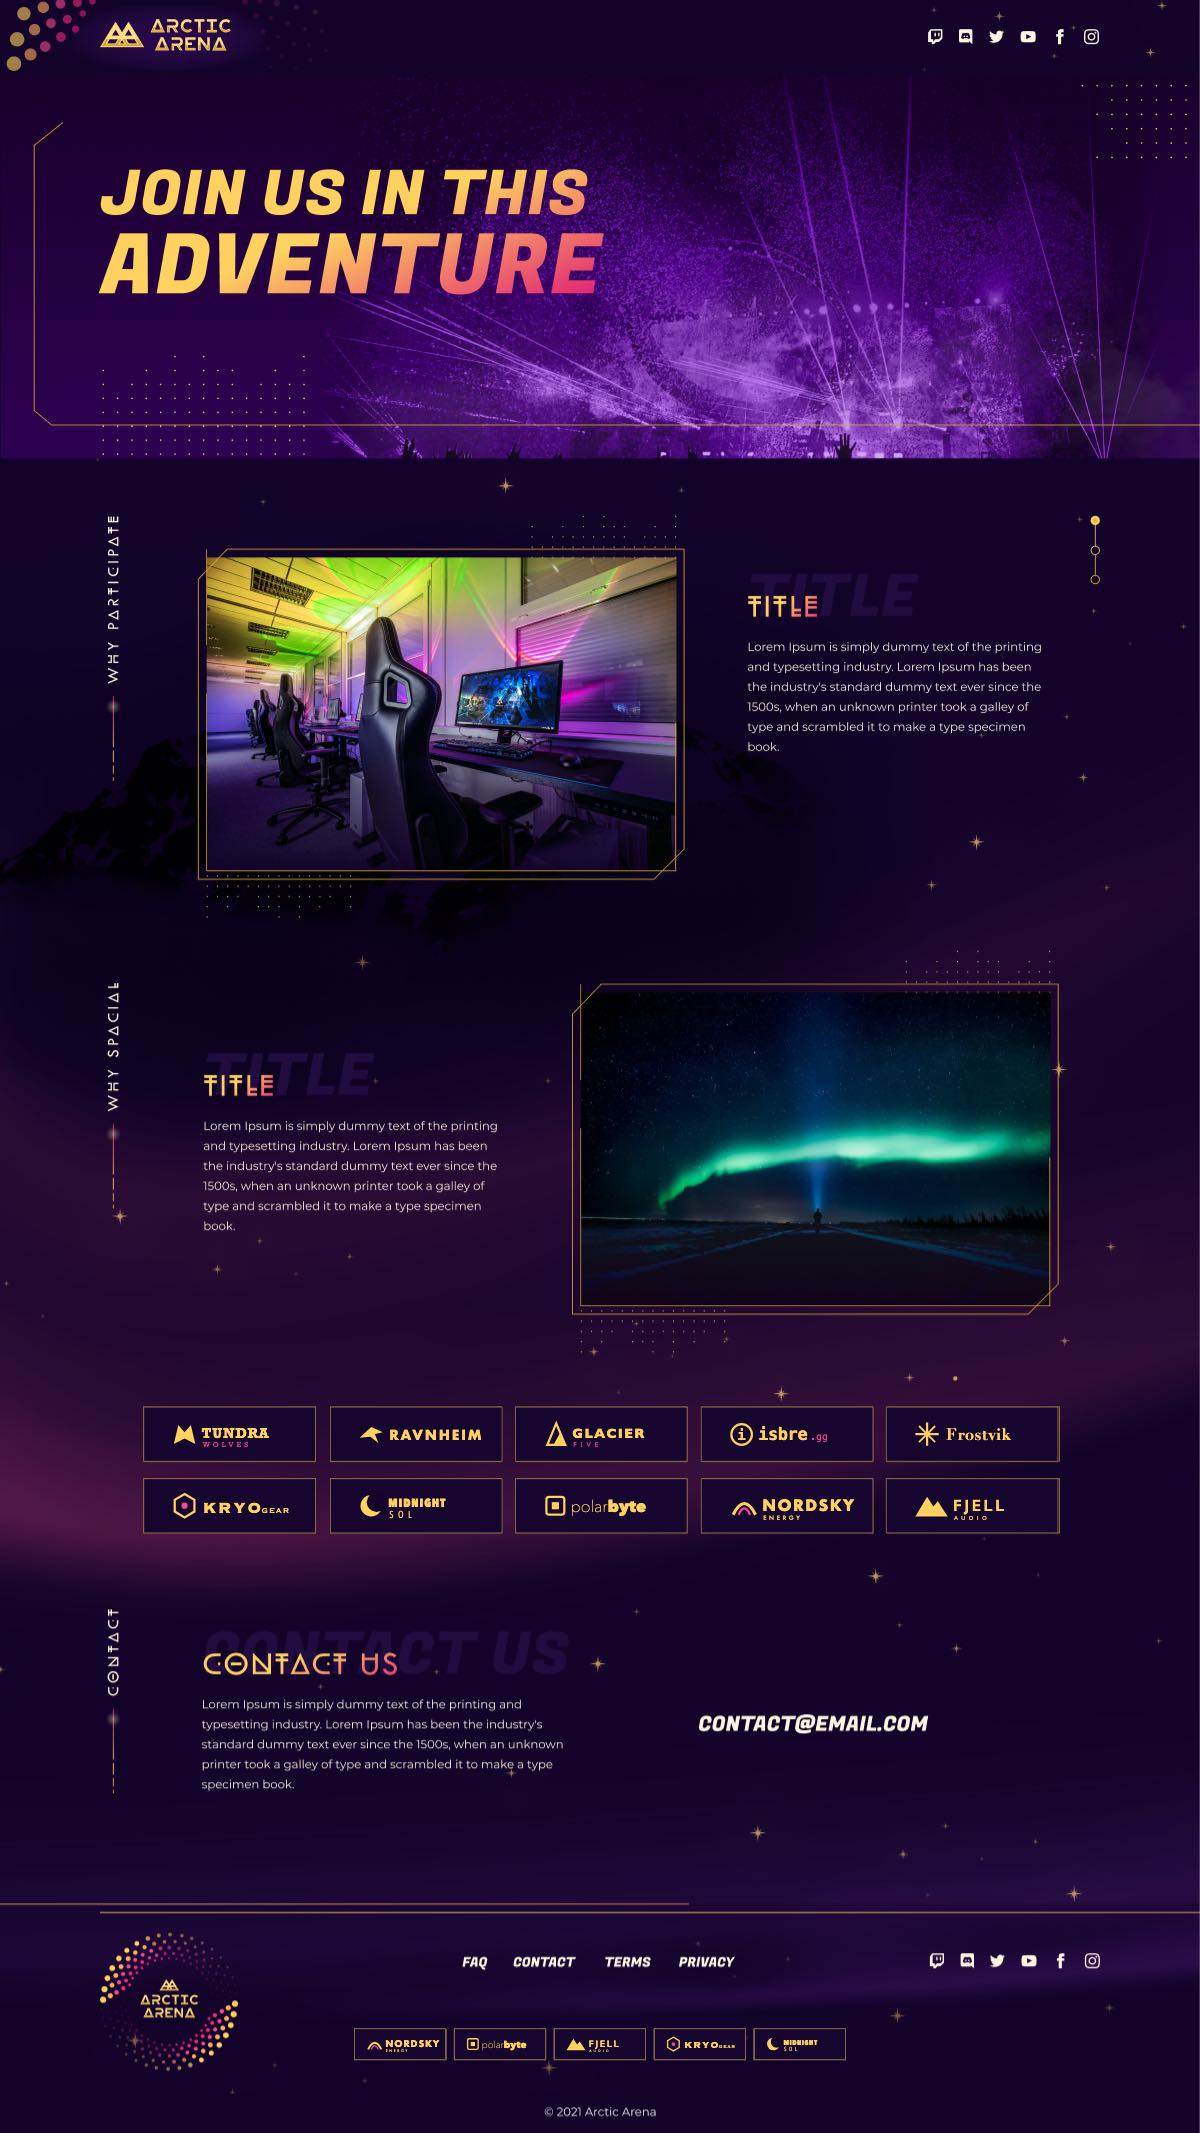 ARCTIC
ARENA
JOIN US IN THIS
ADVENTURE
WHY PARTICIPATE
TITLE
TITLE
Lorem Ipsum is simply dummy text of the printing
and typesetting industry. Lorem Ipsum has been
the industry's standard dummy text ever since the
1500s, when an unknown printer took a galley of
type and scrambled it to make a type specimen
book.
WHY SPACIAL
TITLE
TITLE
Lorem Ipsum is simply dummy text of the printing
and typesetting industry. Lorem Ipsum has been
the industry's standard dummy text ever since the
1500s, when an unknown printer took a galley of
type and scrambled it to make a type specimen
book.
TUNDRA
WOLVES
RAVNHEIM
GLACIER
FIVE
isbre.gg
Frostvik
KRYOGEAR
MIDNIGHT
SOL
polarbyte
NORDSKY
ENERGY
FJELL
AUDIO
CONTACT
CONTACT US
CONTACT US
Lorem Ipsum is simply dummy text of the printing and
typesetting industry. Lorem Ipsum has been the industry's
standard dummy text ever since the 1500s, when an unknown
printer took a galley of type and scrambled it to make a type
specimen book.
CONTACT@EMAIL.COM
ARCTIC
ARENA
FAQ CONTACT TERMS PRIVACY
NORDSKY
ENERGY
polarbyte
FJELL
AUDIO
KRYOGEAR
MIDNIGHT
SOL
© 2021 Arctic Arena